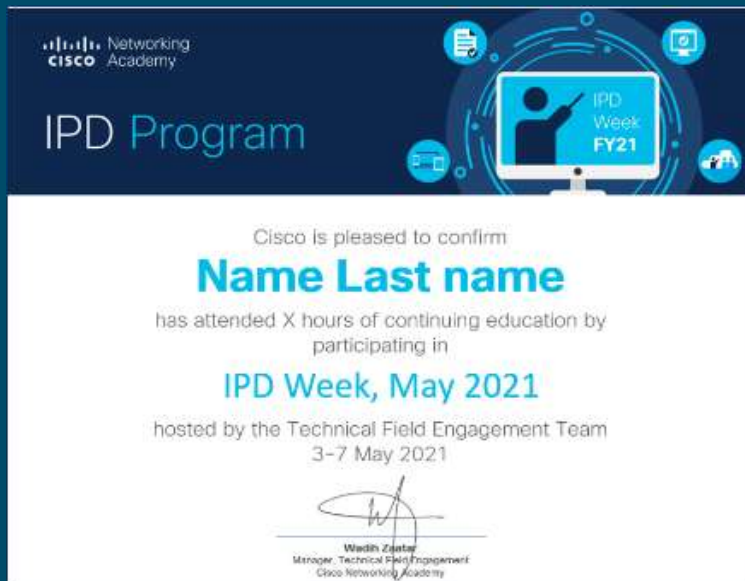 Networking
CISCO Academy
IPD Program
IPD
Week
FY21
Cisco is pleased to confirm
Name Last name
has attended X hours of continuing education by
participating in
IPD Week, May 2021
hosted by the Technical Field Engagement Team
3-7 May 2021
Wadih Zaatar
Manager, Technical Field Engagement
Cisco Networking Academy